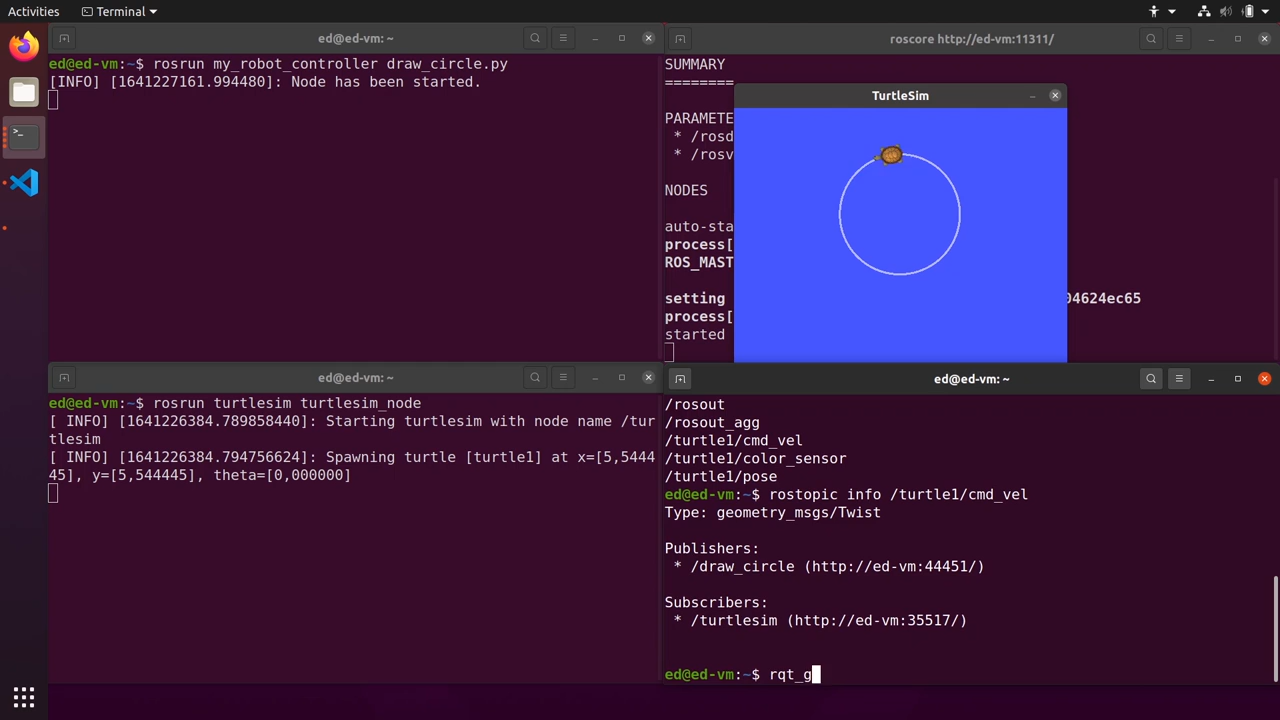 Activities
Terminal
ed@ed-vm: ~
ed@ed-vm:~$ rosrun my_robot_controller draw_circle.py
[INFO] [1641227161.994480]: Node has been started.
roscore http://ed-vm:11311/
SUMMARY
========
PARAMETE
* /rosd
* /rosv
NODES
auto-sta
process[
ROS_MAST
setting
04624ec65
process[
started
TurtleSim
ed@ed-vm: ~
ed@ed-vm:~$ rosrun turtlesim turtlesim_node
[ INFO] [1641226384.789858440]: Starting turtlesim with node name /tur
tlesim
[ INFO] [1641226384.794756624]: Spawning turtle [turtle1] at x=[5,5444
45], y=[5,544445], theta=[0,000000]
ed@ed-vm: ~
/rosout
/rosout_agg
/turtle1/cmd_vel
/turtle1/color_sensor
/turtle1/pose
ed@ed-vm:~$ rostopic info /turtle1/cmd_vel
Type: geometry_msgs/Twist
Publishers:
* /draw_circle (http://ed-vm:44451/)
Subscribers:
* /turtlesim (http://ed-vm:35517/)
ed@ed-vm:~$ rqt_g